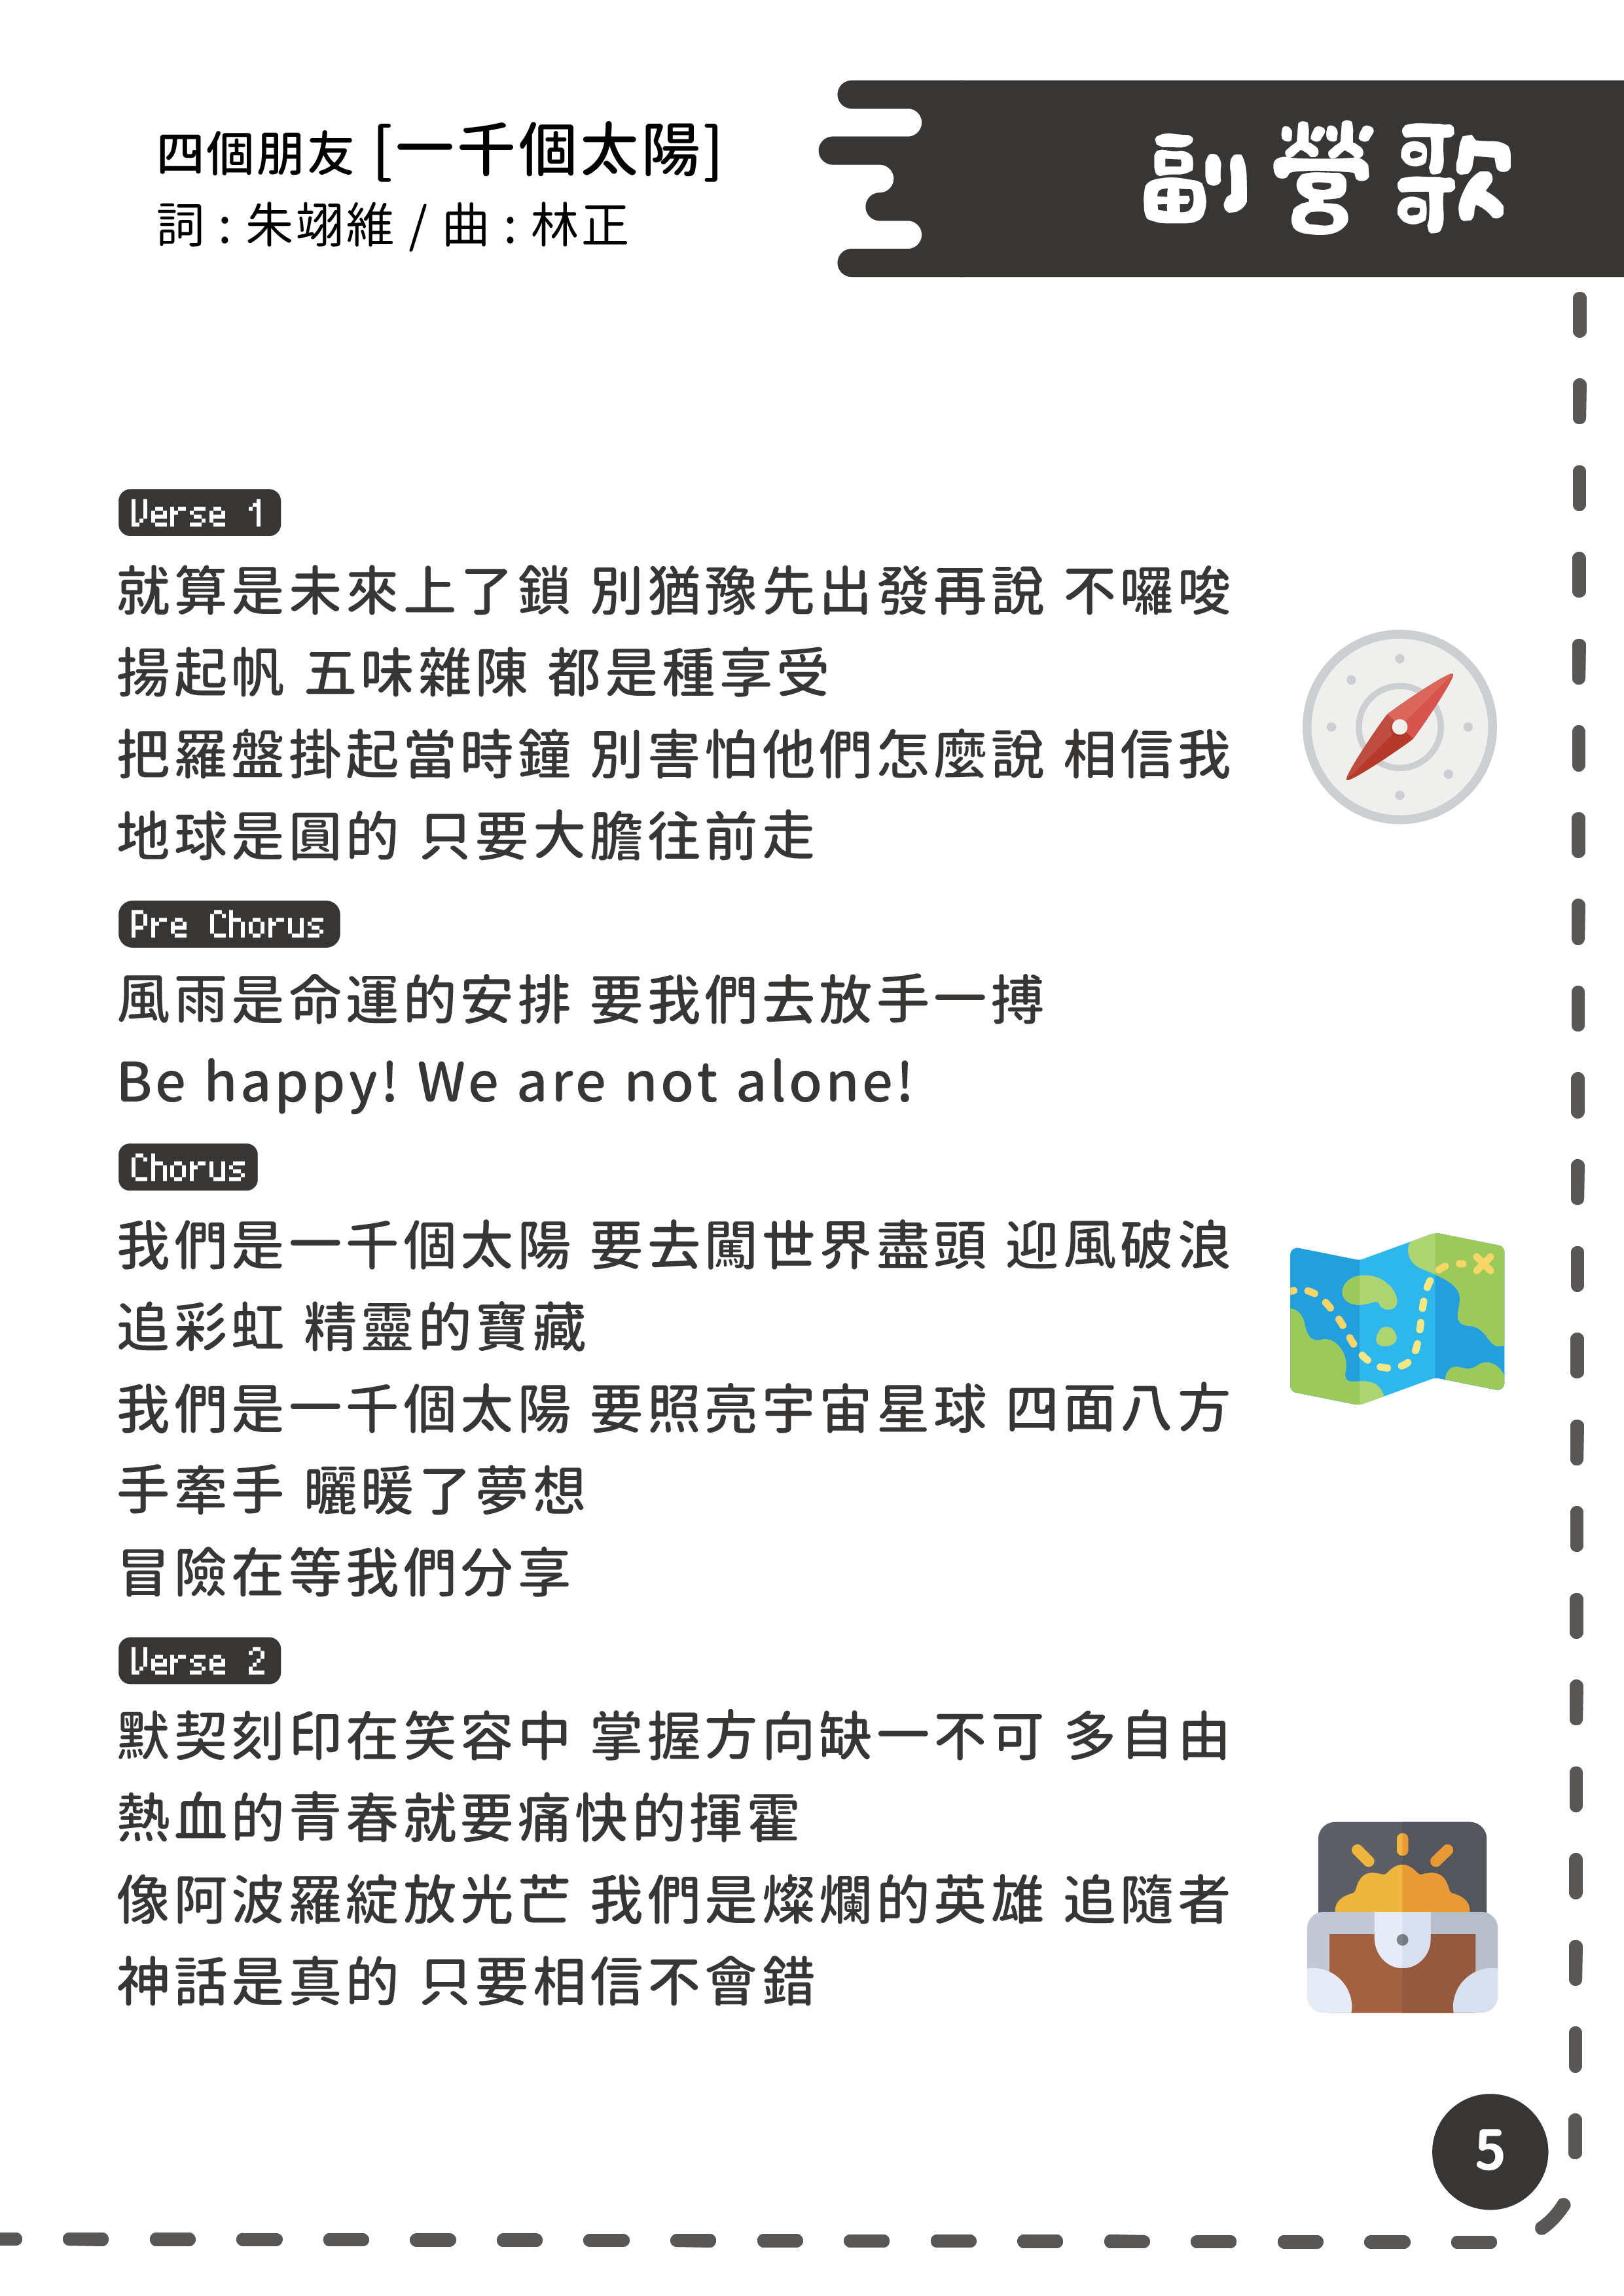 四個朋友 [一千個太陽]
詞 : 朱翊維 / 曲 : 林正
副營歌
Verse 1
就算是未來上了鎖 別猶豫先出發再說 不囉唆
揚起帆 五味雜陳 都是種享受
把羅盤掛起當時鐘 別害怕他們怎麼說 相信我
地球是圓的 只要大膽往前走
Pre Chorus
風雨是命運的安排 要我們去放手一搏
Be happy! We are not alone!
Chorus
我們是一千個太陽 要去闖世界盡頭 迎風破浪
追彩虹 精靈的寶藏
我們是一千個太陽 要照亮宇宙星球 四面八方
手牽手 曬暖了夢想
冒險在等我們分享
Verse 2
默契刻印在笑容中 掌握方向缺一不可 多自由
熱血的青春就要痛快的揮霍
像阿波羅綻放光芒 我們是燦爛的英雄 追隨者
神話是真的 只要相信不會錯
5